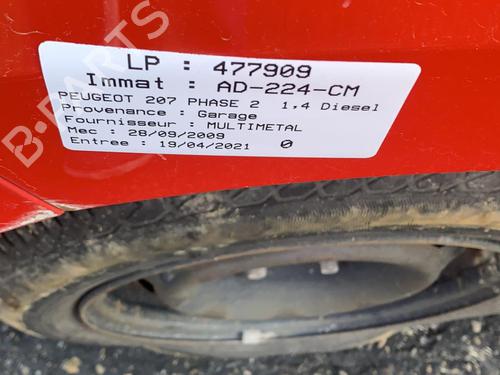 LP : 477909
Immat : AD-224-CM
PEUGEOT 207 PHASE 2 1,4 Diesel
Provenance : Garage
Fournisseur : MULTIMETAL
Mec : 28/09/2009
Entree : 19/04/2021 0